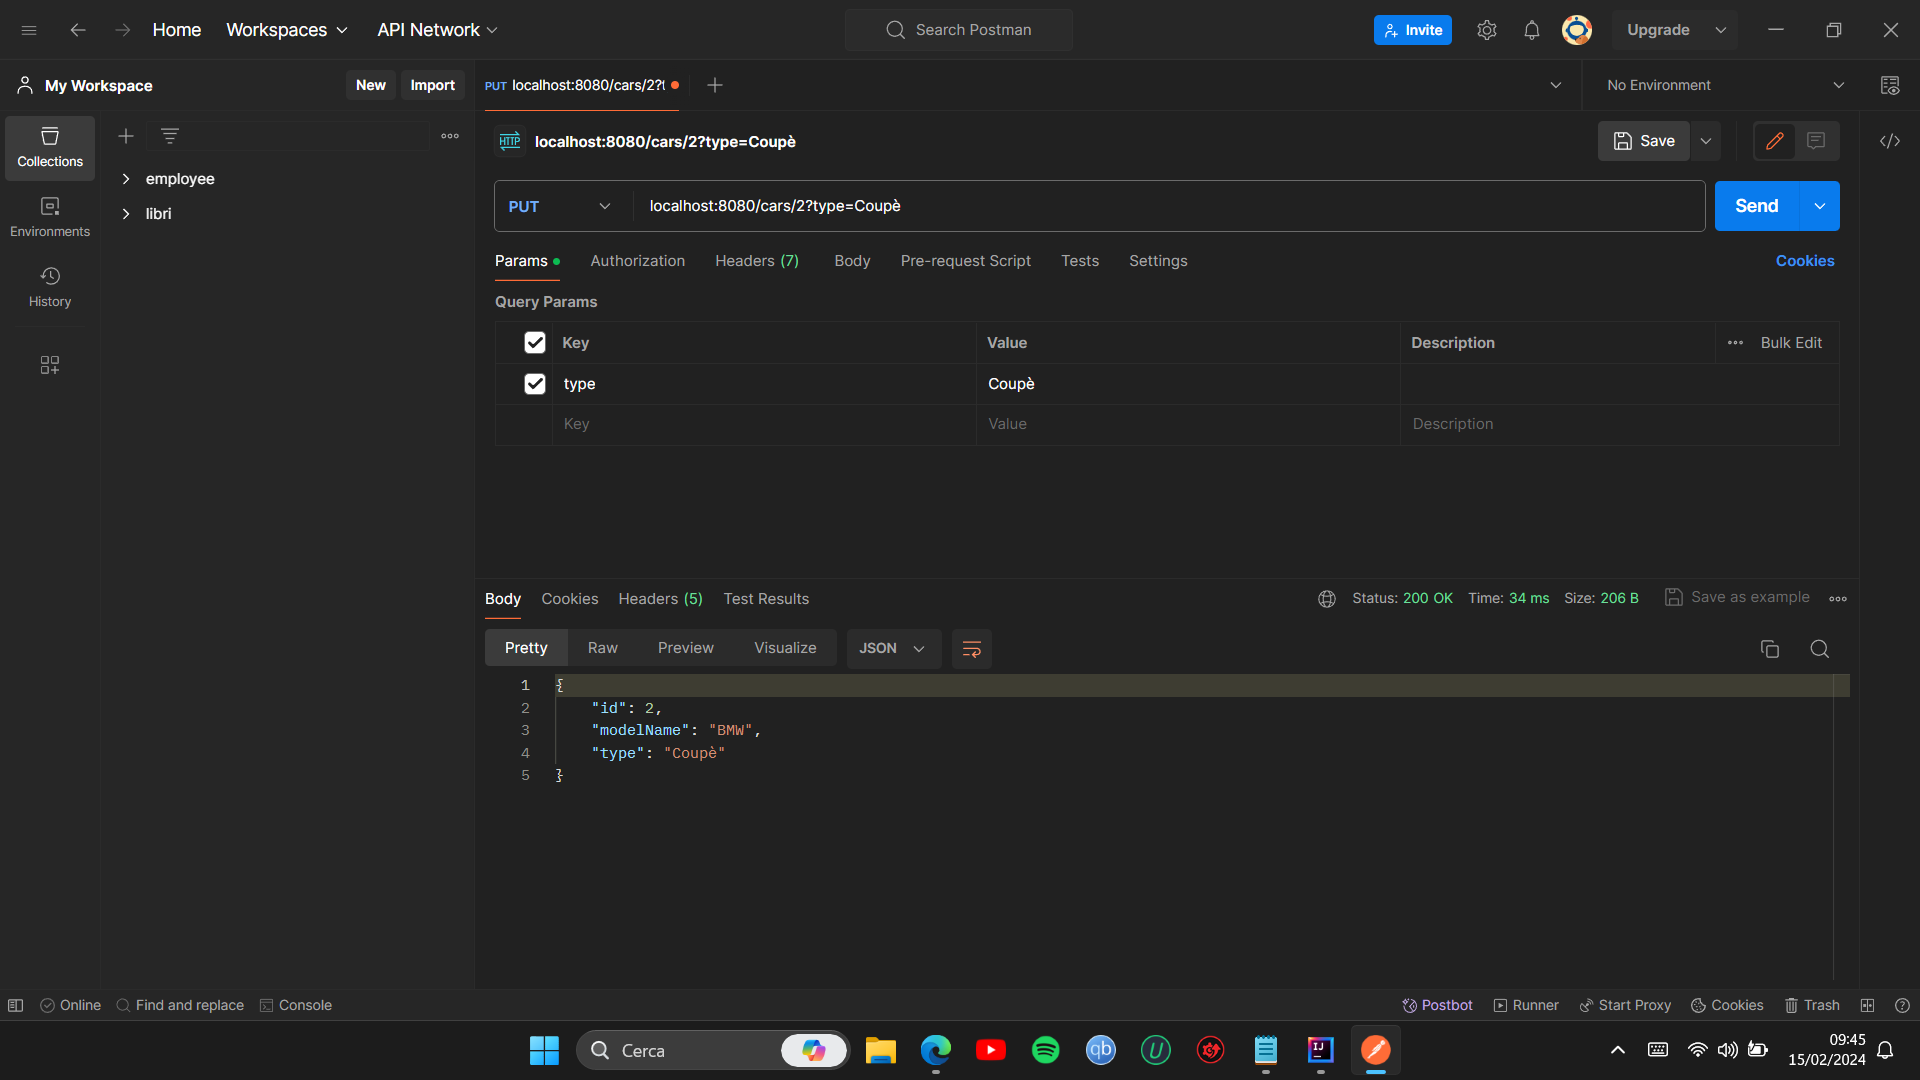 Home Workspaces API Network Search Postman Invite Upgrade
My Workspace New Import PUT localhost:8080/cars/2?t No Environment
Collections
Environments
History
employee
libri
HTTP localhost:8080/cars/2?type=Coupè Save
PUT localhost:8080/cars/2?type=Coupè Send
Params Authorization Headers (7) Body Pre-request Script Tests Settings Cookies
Query Params
Key Value Description Bulk Edit
type Coupè
Key Value Description
Body Cookies Headers (5) Test Results Status: 200 OK Time: 34 ms Size: 206 B Save as example
Pretty Raw Preview Visualize JSON
1 {
2 "id": 2,
3 "modelName": "BMW",
4 "type": "Coupè"
5 }
Online Find and replace Console Postbot Runner Start Proxy Cookies Trash
Cerca qb U IJ 09:45
15/02/2024